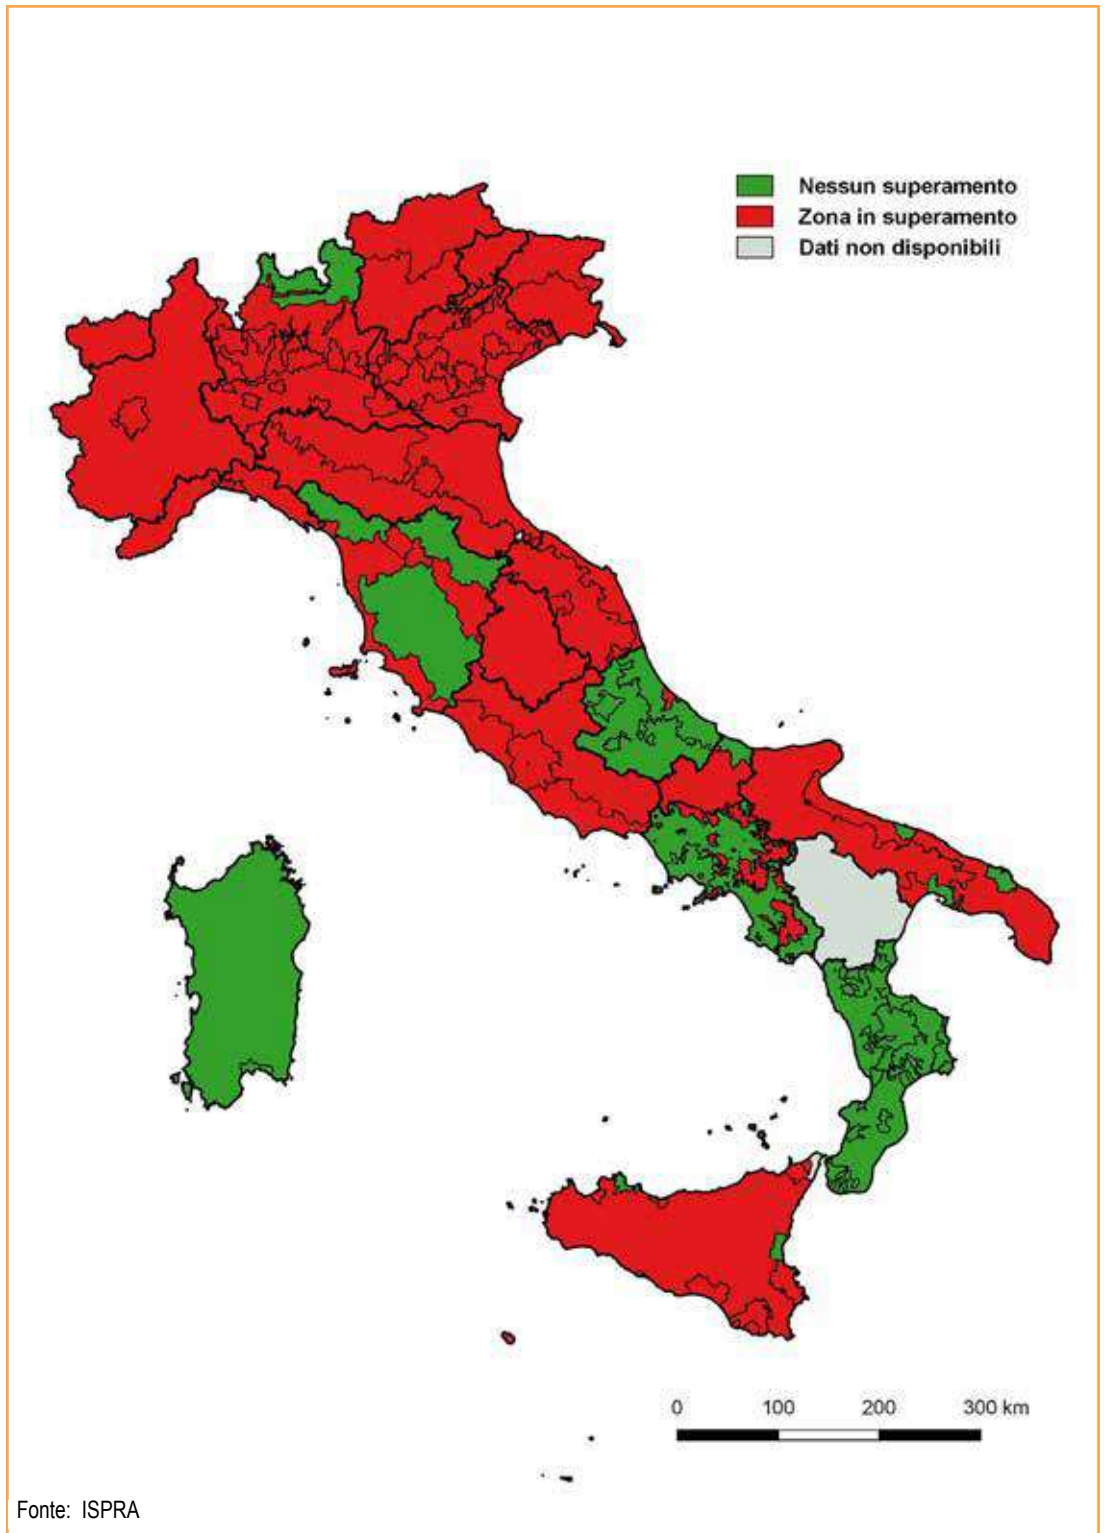 Nessun superamento
Zona in superamento
Dati non disponibili
0 100 200 300 km
Fonte: ISPRA